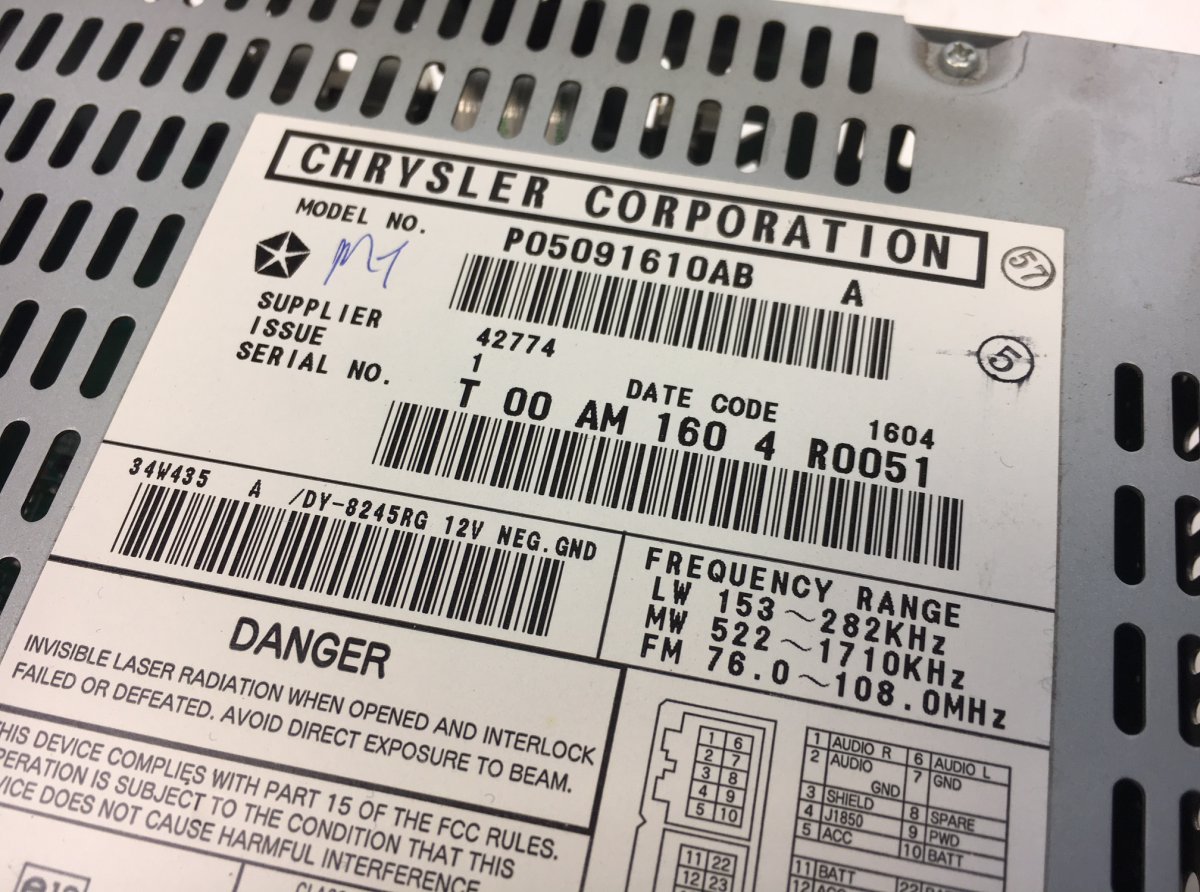 CHRYSLER CORPORATION
57
MODEL NO. P05091610AB A
5
SUPPLIER 42774
ISSUE 1 DATE CODE 1604
SERIAL NO. T 00 AM 160 4 R0051
34W435 A /DY-8245RG 12V NEG.GND
FREQUENCY RANGE
LW 153~282KHz
MW 522~1710KHz
FM 76.0~108.0MHz
DANGER
INVISIBLE LASER RADIATION WHEN OPENED AND INTERLOCK
FAILED OR DEFEATED. AVOID DIRECT EXPOSURE TO BEAM.
THIS DEVICE COMPLIES WITH PART 15 OF THE FCC RULES.
OPERATION IS SUBJECT TO THE CONDITION THAT THIS
DEVICE DOES NOT CAUSE HARMFUL INTERFERENCE.
1 6
2 7
3 8
4 9
5 10
11 22
12 23
1 AUDIO R 6 AUDIO L
2 AUDIO GND 7 GND
3 SHIELD 8 SPARE
4 J1850 9 PWD
5 ACC 10 BATT
11 BATT 22